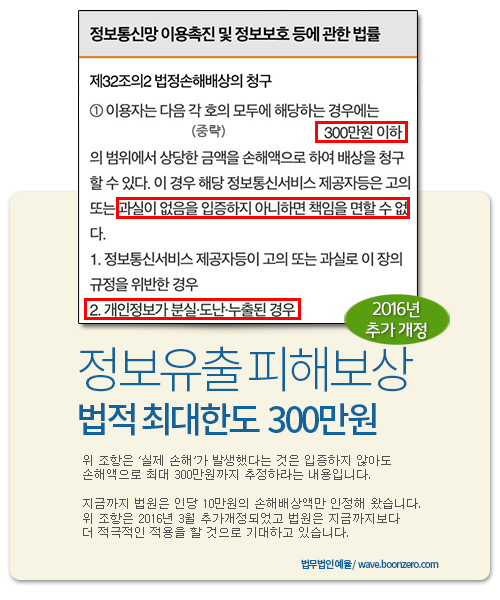 정보통신망 이용촉진 및 정보보호 등에 관한 법률
제32조의2 법정손해배상의 청구
① 이용자는 다음 각 호의 모두에 해당하는 경우에는
(중략) 300만원 이하
의 범위에서 상당한 금액을 손해액으로 하여 배상을 청구
할 수 있다. 이 경우 해당 정보통신서비스 제공자등은 고의
또는 과실이 없음을 입증하지 아니하면 책임을 면할 수 없
다.
1. 정보통신서비스 제공자등이 고의 또는 과실로 이 장의
규정을 위반한 경우
2. 개인정보가 분실·도난·누출된 경우
2016년
추가 개정
정보유출 피해보상
법적 최대한도 300만원
위 조항은 '실제 손해'가 발생했다는 것은 입증하지 않아도
손해액으로 최대 300만원까지 추정하라는 내용입니다.
지금까지 법원은 인당 10만원의 손해배상액만 인정해 왔습니다.
위 조항은 2016년 3월 추가개정되었고 법원은 지금까지보다
더 적극적인 적용을 할 것으로 기대하고 있습니다.
법무법인예율/ wave.boonzero.com